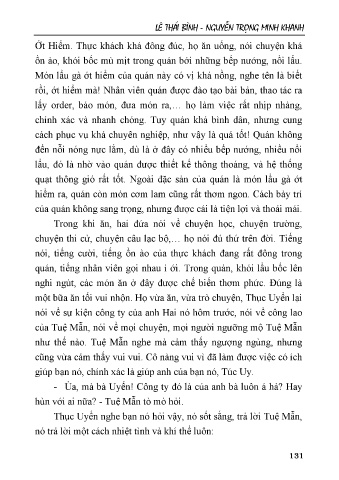 LÊ THÁI BÌNH – NGUYỄN TRỌNG MINH KHANH
Ớt Hiểm. Thực khách khá đông đúc, họ ăn uống, nói chuyện khá
ồn ào, khói bốc mù mịt trong quán bởi những bếp nướng, nồi lẩu.
Món lẩu gà ớt hiểm của quán này có vị khá nồng, nghe tên là biết
rồi, ớt hiểm mà! Nhân viên quán được đào tạo bài bản, thao tác ra
lấy order, bào món, đưa món ra,… họ làm việc rất nhịp nhàng,
chính xác và nhanh chóng. Tuy quán khá bình dân, nhưng cung
cách phục vụ khá chuyên nghiệp, như vậy là quá tốt! Quán không
đến nỗi nóng nực lắm, dù là ở đây có nhiều bếp nướng, nhiều nồi
lẩu, đó là nhờ vào quán được thiết kế thông thoáng, và hệ thống
quạt thông gió rất tốt. Ngoài đặc sản của quán là món lẩu gà ớt
hiểm ra, quán còn món cơm lam cũng rất thơm ngon. Cách bày trí
của quán không sang trọng, nhưng được cái là tiện lợi và thoải mái.
Trong khi ăn, hai đứa nói về chuyện học, chuyện trường,
chuyện thi cử, chuyện câu lạc bộ,… họ nói đủ thứ trên đời. Tiếng
nói, tiếng cười, tiếng ồn ào của thực khách đang rất đông trong
quán, tiếng nhân viên gọi nhau í ới. Trong quán, khói lẩu bốc lên
nghi ngút, các món ăn ở đây được chế biến thơm phức. Đúng là
một bữa ăn tối vui nhộn. Họ vừa ăn, vừa trò chuyện, Thục Uyển lại
nói về sự kiện công ty của anh Hai nó hôm trước, nói về công lao
của Tuệ Mẫn, nói về mọi chuyện, mọi người ngưỡng mộ Tuệ Mẫn
như thế nào. Tuệ Mẫn nghe mà cảm thấy ngượng ngùng, nhưng
cũng vừa cảm thấy vui vui. Cô nàng vui vì đã làm được việc có ích
giúp bạn nó, chính xác là giúp anh của bạn nó, Túc Uy.
- Ủa, mà bà Uyển! Công ty đó là của anh bà luôn á hả? Hay
hùn với ai nữa? - Tuệ Mẫn tò mò hỏi.
Thục Uyển nghe bạn nó hỏi vậy, nó sốt sắng, trả lời Tuệ Mẫn,
nó trả lời một cách nhiệt tình và khí thế luôn:
131